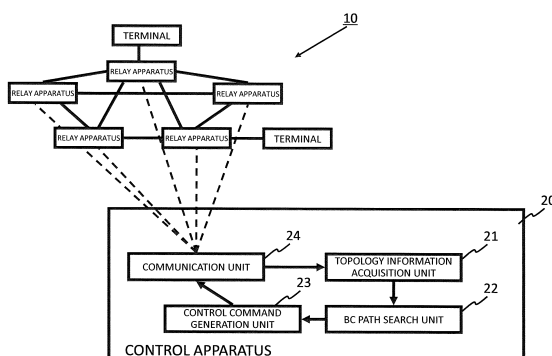 10
TERMINAL
RELAY APPARATUS
RELAY APPARATUS
RELAY APPARATUS
RELAY APPARATUS
RELAY APPARATUS
TERMINAL
20
24
21
COMMUNICATION UNIT
TOPOLOGY INFORMATION
ACQUISITION UNIT
23
22
CONTROL COMMAND
GENERATION UNIT
BC PATH SEARCH UNIT
CONTROL APPARATUS